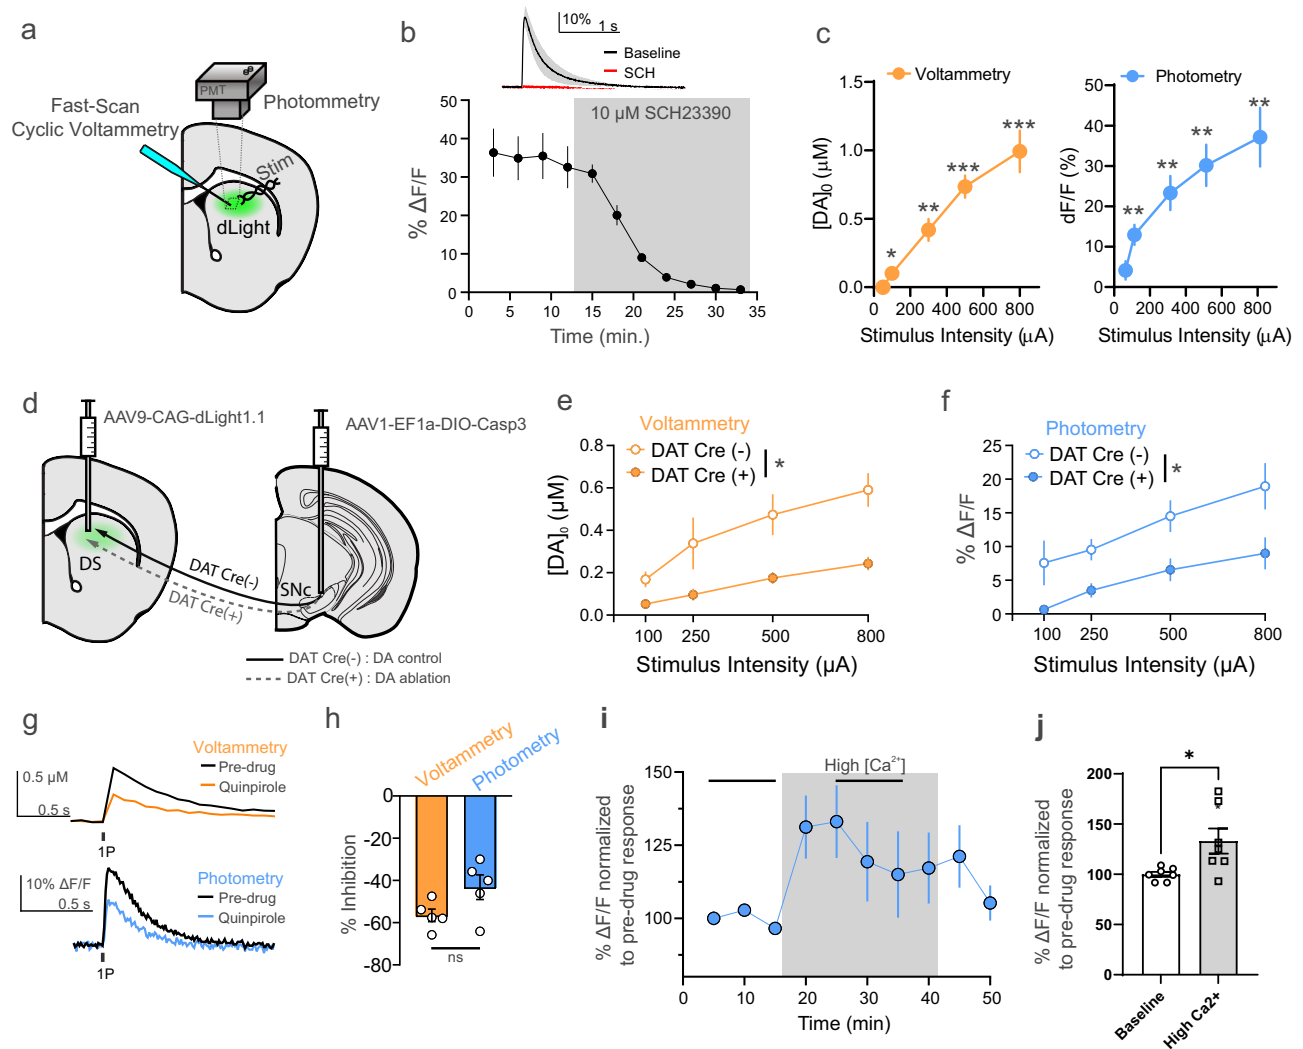 a
PMT
Photommetry
Fast-Scan
Cyclic Voltammetry
Stim
dLight
b
10%
1 s
Baseline
SCH
10 µM SCH23390
% ΔF/F
50
40
30
20
10
0
0 5 10 15 20 25 30 35
Time (min.)
c
Voltammetry
[DA]₀ (µM)
1.5
1.0
0.5
0.0
* ** *** ***
0 200 400 600 800
Stimulus Intensity (µA)
Photometry
dF/F (%)
50
40
30
20
10
0
** ** ** **
0 200 400 600 800
Stimulus Intensity (µA)
d
AAV9-CAG-dLight1.1
AAV1-EF1a-DIO-Casp3
DS
SNc
DAT Cre(-)
DAT Cre(+)
DAT Cre(-) : DA control
DAT Cre(+) : DA ablation
e
Voltammetry
DAT Cre (-)
DAT Cre (+)
*
[DA]₀ (µM)
0.8
0.6
0.4
0.2
0.0
100 250 500 800
Stimulus Intensity (µA)
f
Photometry
DAT Cre (-)
DAT Cre (+)
*
% ΔF/F
25
20
15
10
5
0
100 250 500 800
Stimulus Intensity (µA)
g
Voltammetry
Pre-drug
Quinpirole
0.5 µM
0.5 s
1P
Photometry
Pre-drug
Quinpirole
10% ΔF/F
0.5 s
1P
h
Voltammetry
Photometry
% Inhibition
0
-20
-40
-60
-80
ns
i
High [Ca²⁺]
% ΔF/F normalized
to pre-drug response
150
125
100
0 10 20 30 40 50
Time (min)
j
*
% ΔF/F normalized
to pre-drug response
200
150
100
50
0
Baseline
High Ca2+